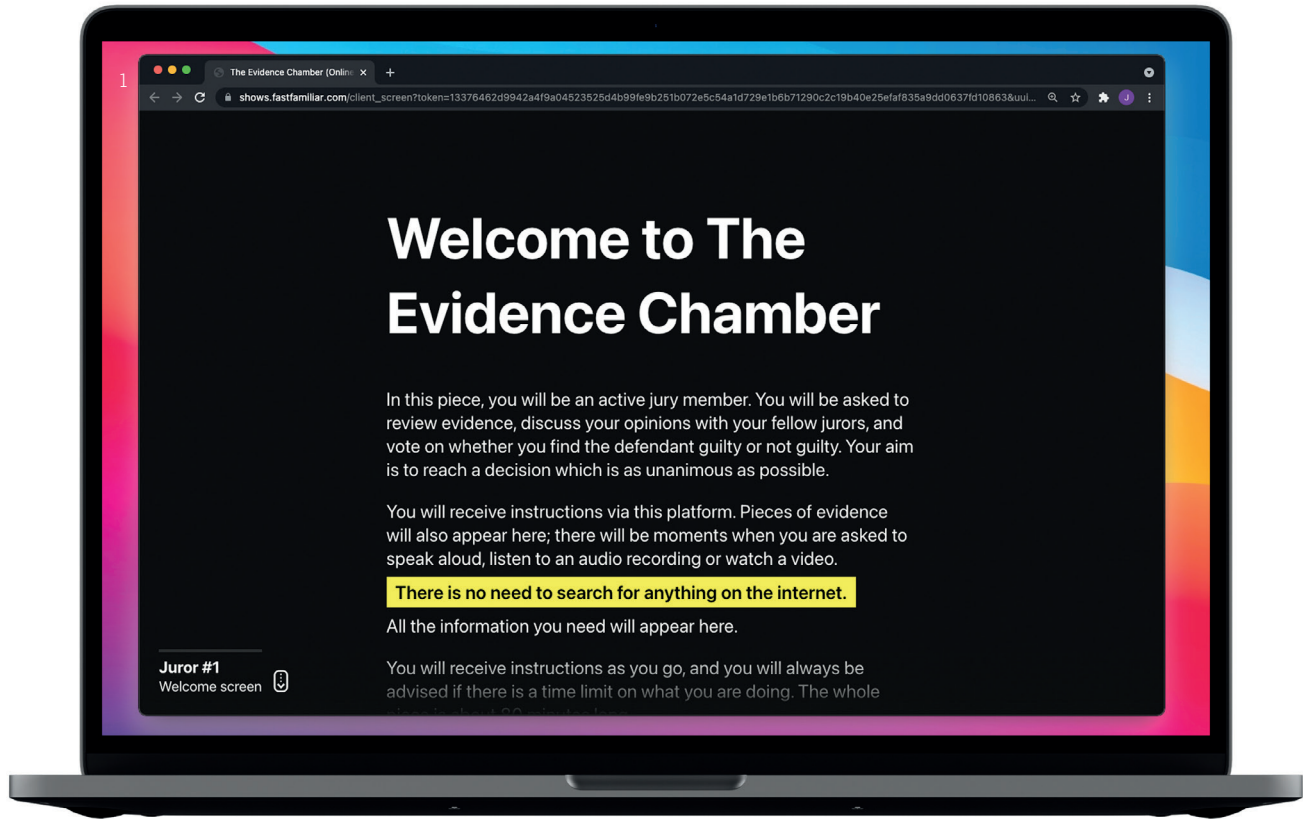 1
The Evidence Chamber (Online
shows.fastfamiliar.com/client_screen?token=13376462d9942a4f9a04523525d4b99fe9b251b072e5c54a1d729e1b6b71290c2c19b40e25efaf835a9dd0637fd10863&uui...
J
Welcome to The
Evidence Chamber
In this piece, you will be an active jury member. You will be asked to
review evidence, discuss your opinions with your fellow jurors, and
vote on whether you find the defendant guilty or not guilty. Your aim
is to reach a decision which is as unanimous as possible.
You will receive instructions via this platform. Pieces of evidence
will also appear here; there will be moments when you are asked to
speak aloud, listen to an audio recording or watch a video.
There is no need to search for anything on the internet.
All the information you need will appear here.
You will receive instructions as you go, and you will always be
advised if there is a time limit on what you are doing. The whole
piece is about 80 minutes long
Juror #1
Welcome screen